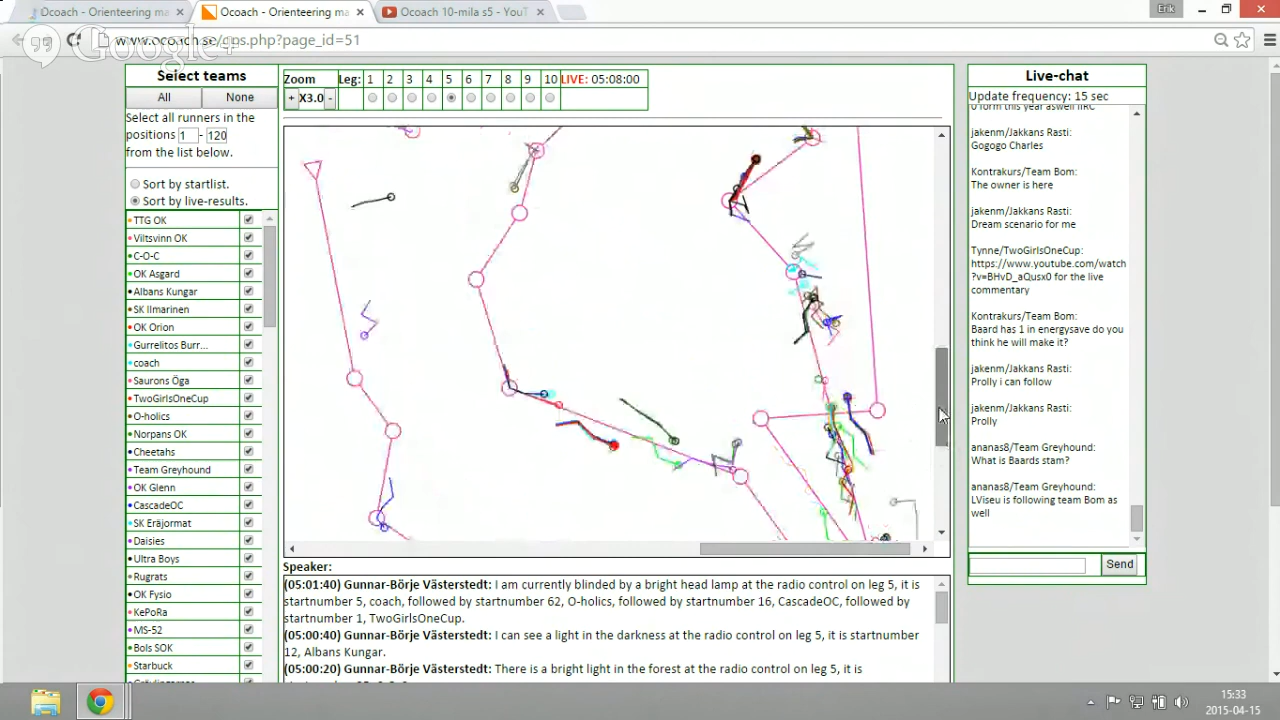 Ocoach - Orienteering ma
Ocoach - Orienteering ma
Ocoach 10-mila s5 - YouT
Erik
www.ocoach.se/gps.php?page_id=51
Google+
Select teams
All None
Select all runners in the
positions 1 - 120
from the list below.
Sort by startlist.
Sort by live-results.
TTG OK
Viltsvinn OK
C-O-C
OK Asgard
Albans Kungar
SK Ilmarinen
OK Orion
Gurrelitos Burr...
coach
Saurons Öga
TwoGirlsOneCup
O-holics
Norpans OK
Cheetahs
Team Greyhound
OK Glenn
CascadeOC
SK Eräjormat
Daisies
Ultra Boys
Rugrats
OK Fysio
KePoRa
MS-52
Bols SOK
Starbuck
Zoom Leg: 1 2 3 4 5 6 7 8 9 10 LIVE: 05:08:00
+ X3.0 -
Speaker:
(05:01:40) Gunnar-Börje Västerstedt: I am currently blinded by a bright head lamp at the radio control on leg 5, it is
startnumber 5, coach, followed by startnumber 62, O-holics, followed by startnumber 16, CascadeOC, followed by
startnumber 1, TwoGirlsOneCup.
(05:00:40) Gunnar-Börje Västerstedt: I can see a light in the darkness at the radio control on leg 5, it is startnumber
12, Albans Kungar.
(05:00:20) Gunnar-Börje Västerstedt: There is a bright light in the forest at the radio control on leg 5, it is
Live-chat
Update frequency: 15 sec
0 form this year aswell IIRC
jakenm/Jakkans Rasti:
Gogogo Charles
Kontrakurs/Team Bom:
The owner is here
jakenm/Jakkans Rasti:
Dream scenario for me
Tynne/TwoGirlsOneCup:
https://www.youtube.com/watch
?v=BHvD_aQusx0 for the live
commentary
Kontrakurs/Team Bom:
Baard has 1 in energysave do you
think he will make it?
jakenm/Jakkans Rasti:
Prolly i can follow
jakenm/Jakkans Rasti:
Prolly
ananas8/Team Greyhound:
What is Baards stam?
ananas8/Team Greyhound:
LViseu is following team Bom as
well
Send
15:33
2015-04-15